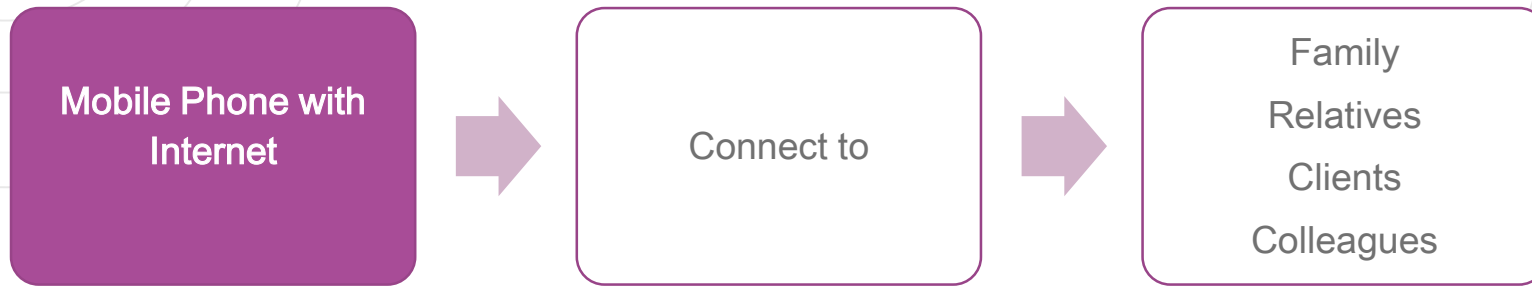 Mobile Phone with
Internet
Connect to
Family
Relatives
Clients
Colleagues